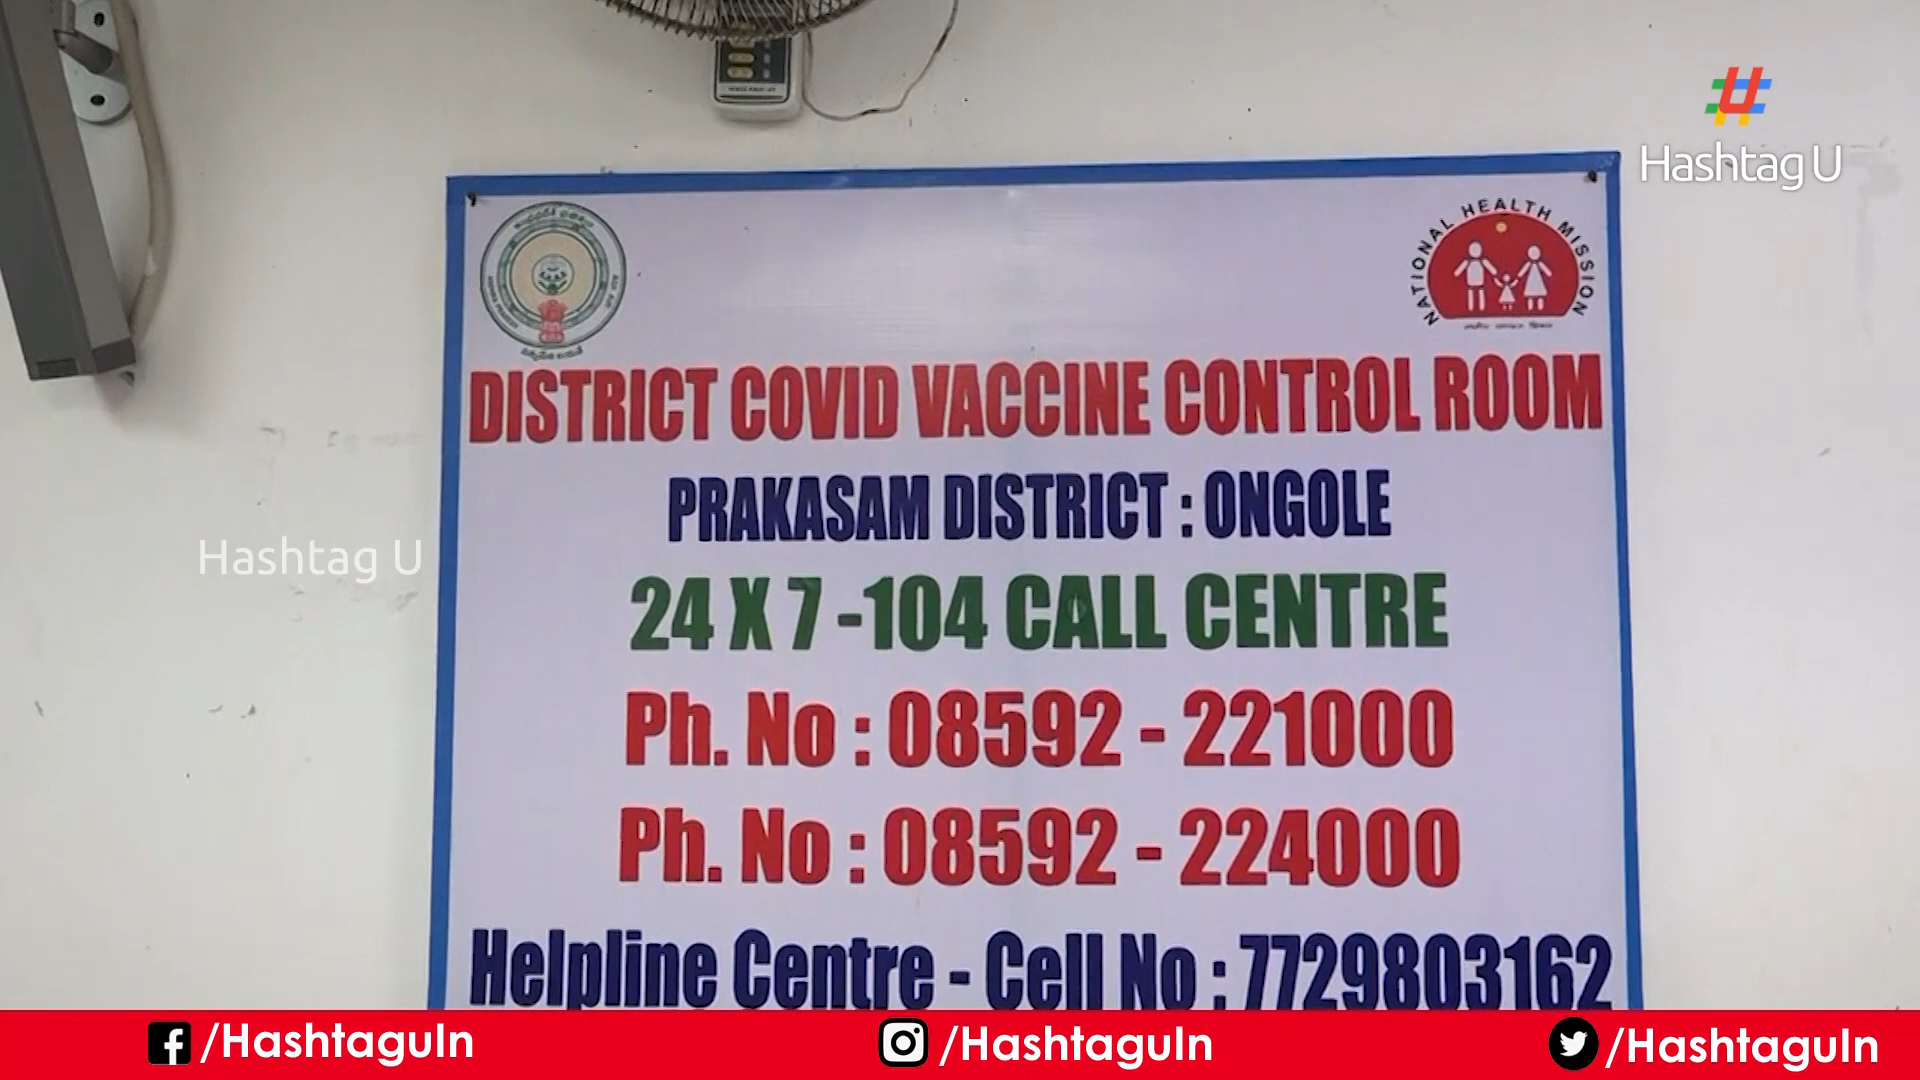 Hashtag U
NATIONAL HEALTH MISSION
DISTRICT COVID VACCINE CONTROL ROOM
PRAKASAM DISTRICT : ONGOLE
Hashtag U
24 X 7 -104 CALL CENTRE
Ph. No : 08592 - 221000
Ph. No : 08592 - 224000
Helpline Centre - Cell No : 7729803162
/HashtagUIn /HashtagUIn /HashtagUIn